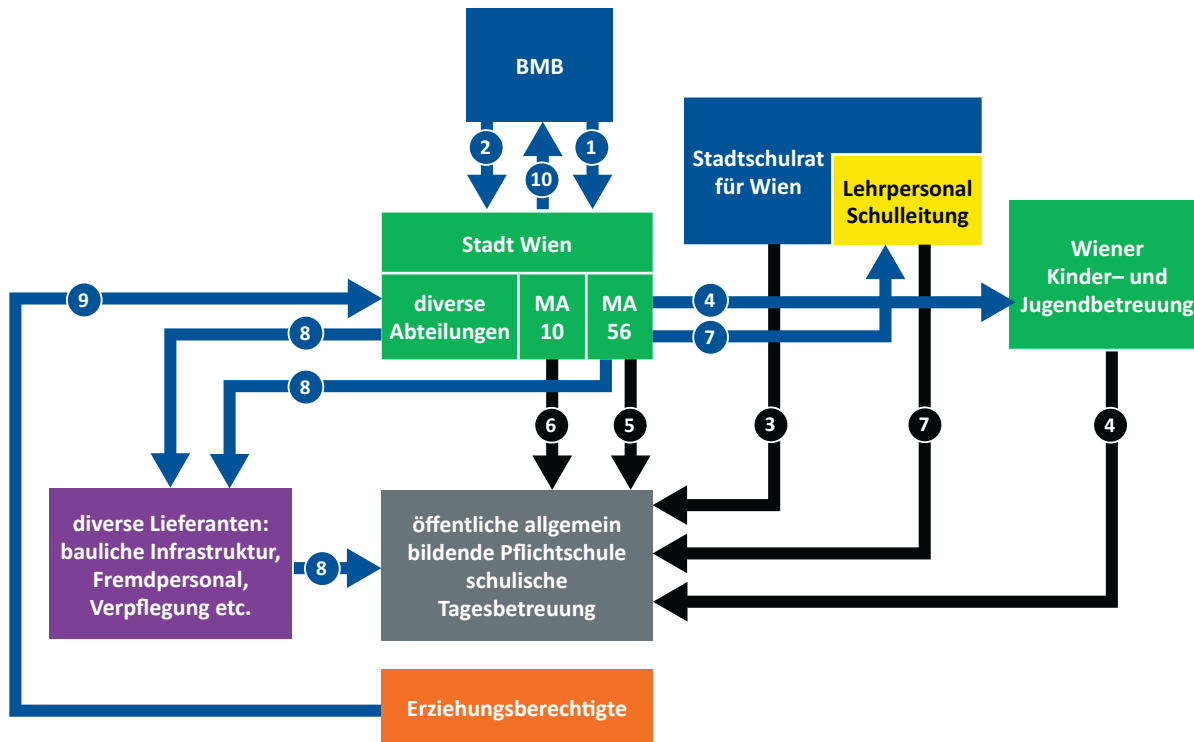 BMB
2
1
10
Stadtschulrat
für Wien
Lehrpersonal
Schulleitung
Stadt Wien
Wiener
Kinder– und
Jugendbetreuung
9
diverse
Abteilungen
MA
10
MA
56
4
7
8
8
6
5
3
7
4
diverse Lieferanten:
bauliche Infrastruktur,
Fremdpersonal,
Verpflegung etc.
8
öffentliche allgemein
bildende Pflichtschule
schulische
Tagesbetreuung
Erziehungsberechtigte